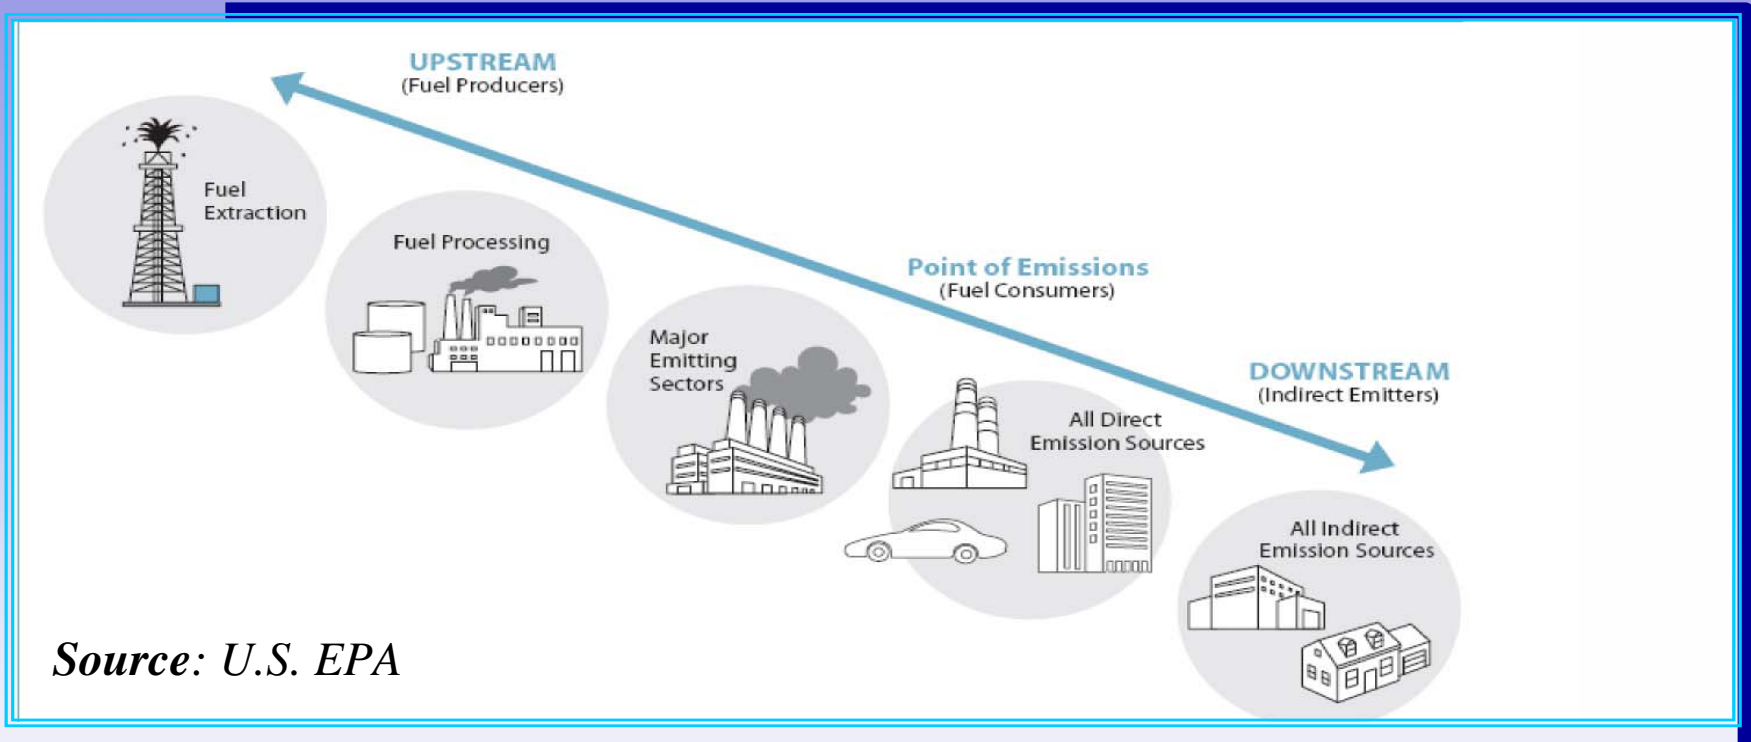 UPSTREAM
(Fuel Producers)
Fuel
Extraction
Fuel Processing
Point of Emissions
(Fuel Consumers)
Major
Emitting
Sectors
DOWNSTREAM
(Indirect Emitters)
All Direct
Emission Sources
All Indirect
Emission Sources
Source: U.S. EPA